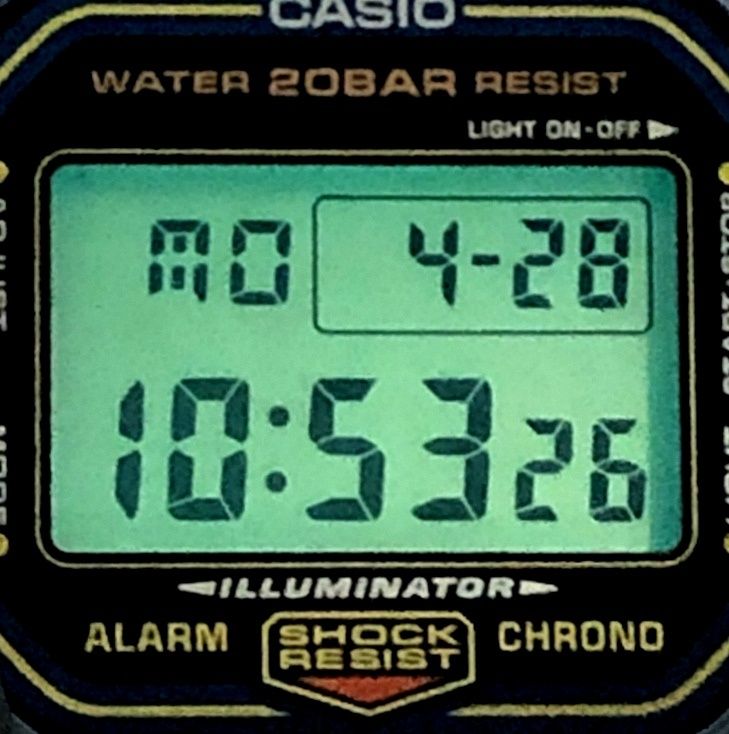 CASIO
WATER 20BAR RESIST
LIGHT ON-OFF
MO 4-28
10:53 26
ILLUMINATOR
ALARM SHOCK RESIST CHRONO